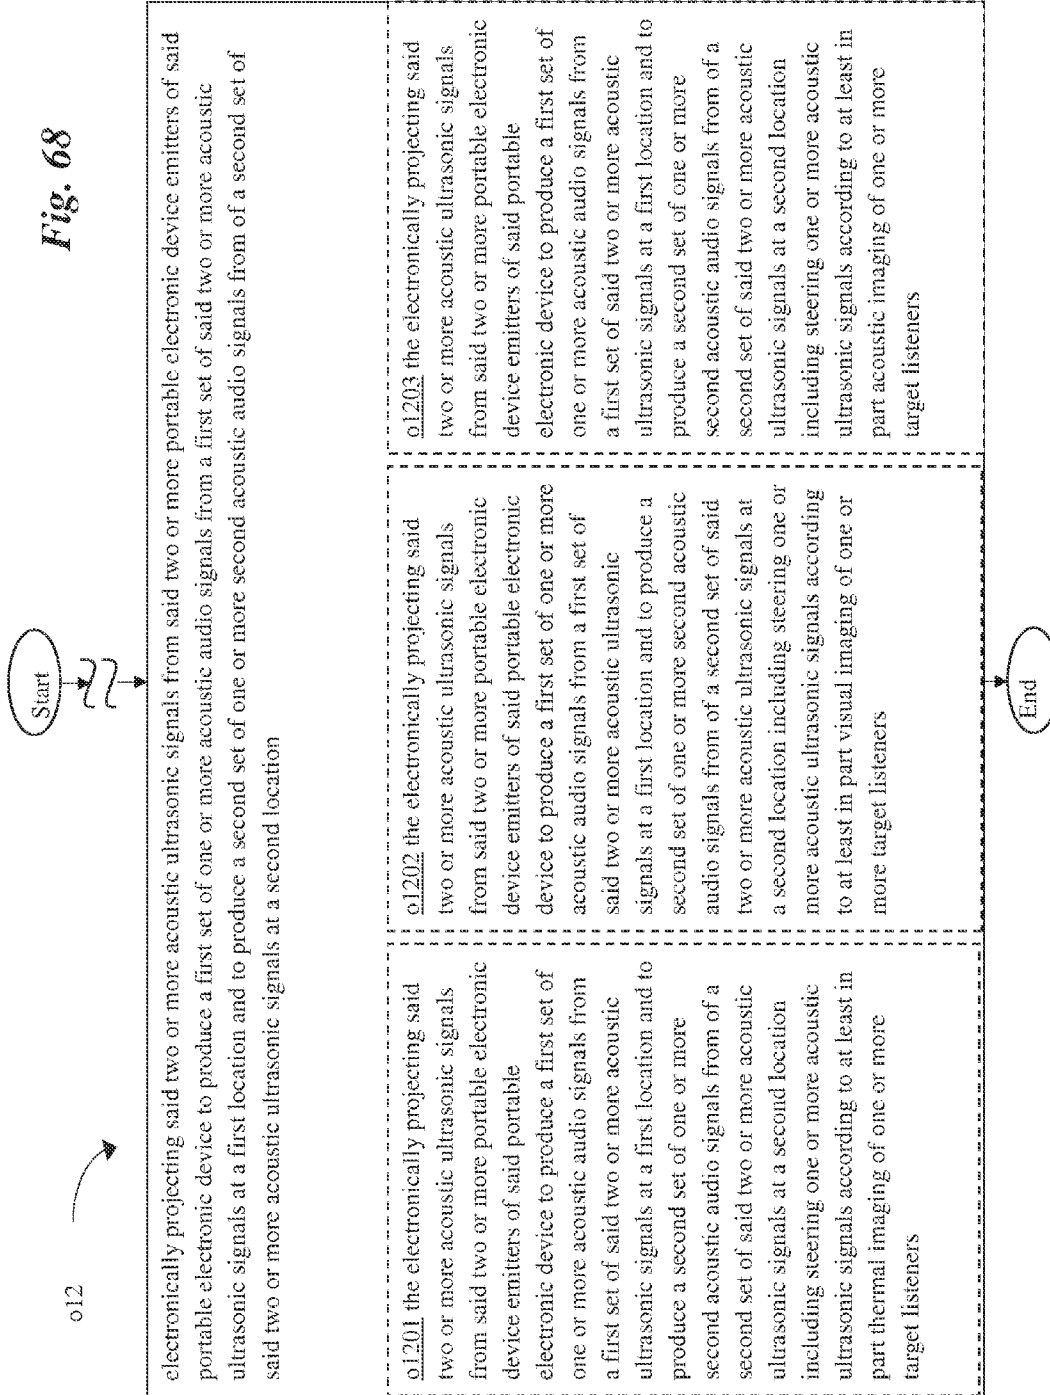 Fig. 68
o12
Start
electronically projecting said two or more acoustic ultrasonic signals from said two or more portable electronic device emitters of said
portable electronic device to produce a first set of one or more acoustic audio signals from a first set of said two or more acoustic
ultrasonic signals at a first location and to produce a second set of one or more second acoustic audio signals from of a second set of
said two or more acoustic ultrasonic signals at a second location
o1201 the electronically projecting said
two or more acoustic ultrasonic signals
from said two or more portable electronic
device emitters of said portable
electronic device to produce a first set of
one or more acoustic audio signals from
a first set of said two or more acoustic
ultrasonic signals at a first location and to
produce a second set of one or more
second acoustic audio signals from of a
second set of said two or more acoustic
ultrasonic signals at a second location
including steering one or more acoustic
ultrasonic signals according to at least in
part thermal imaging of one or more
target listeners
o1202 the electronically projecting said
two or more acoustic ultrasonic signals
from said two or more portable electronic
device emitters of said portable electronic
device to produce a first set of one or more
acoustic audio signals from a first set of
said two or more acoustic ultrasonic
signals at a first location and to produce a
second set of one or more second acoustic
audio signals from of a second set of said
two or more acoustic ultrasonic signals at
a second location including steering one or
more acoustic ultrasonic signals according
to at least in part visual imaging of one or
more target listeners
o1203 the electronically projecting said
two or more acoustic ultrasonic signals
from said two or more portable electronic
device emitters of said portable
electronic device to produce a first set of
one or more acoustic audio signals from
a first set of said two or more acoustic
ultrasonic signals at a first location and to
produce a second set of one or more
second acoustic audio signals from of a
second set of said two or more acoustic
ultrasonic signals at a second location
including steering one or more acoustic
ultrasonic signals according to at least in
part acoustic imaging of one or more
target listeners
End